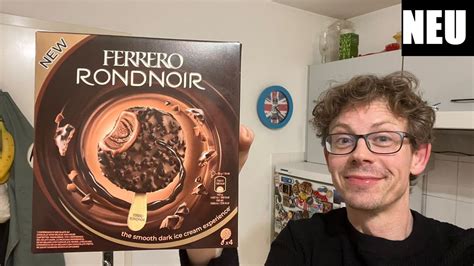 NEU
NEW
FERRERO
RONDNOIR
the smooth dark ice cream experience
x4